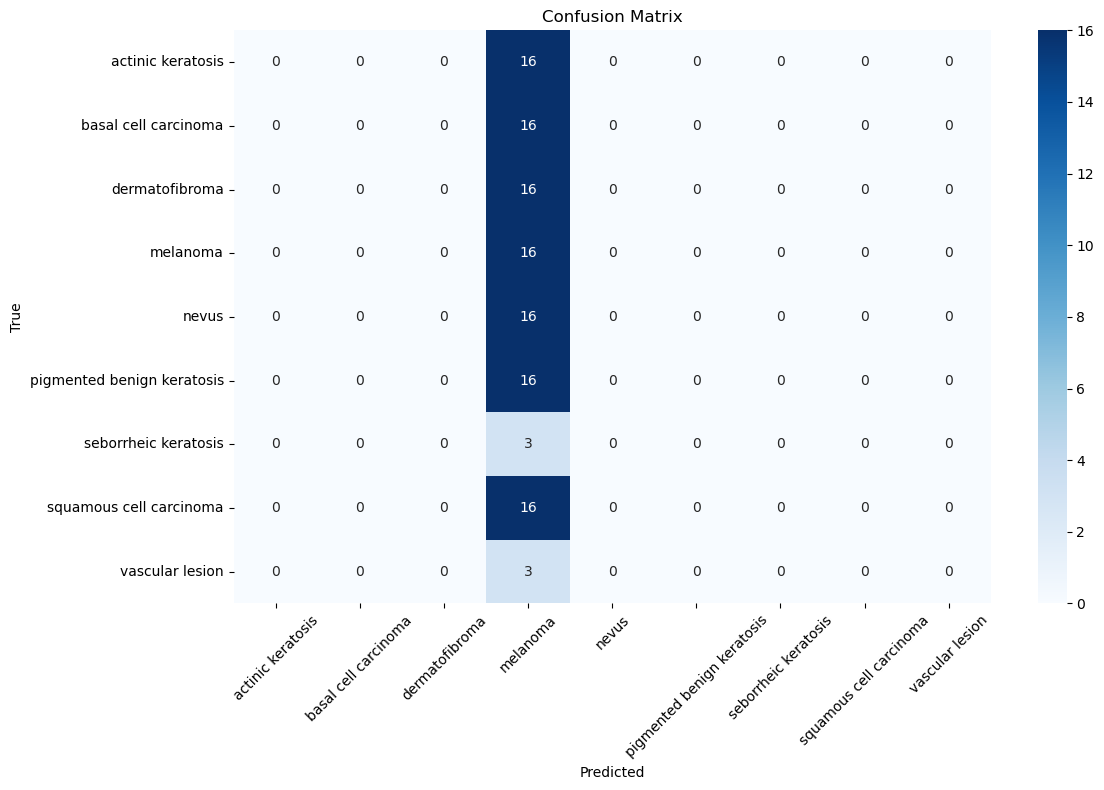 Confusion Matrix
True
actinic keratosis 0 0 0 16 0 0 0 0 0
basal cell carcinoma 0 0 0 16 0 0 0 0 0
dermatofibroma 0 0 0 16 0 0 0 0 0
melanoma 0 0 0 16 0 0 0 0 0
nevus 0 0 0 16 0 0 0 0 0
pigmented benign keratosis 0 0 0 16 0 0 0 0 0
seborrheic keratosis 0 0 0 3 0 0 0 0 0
squamous cell carcinoma 0 0 0 16 0 0 0 0 0
vascular lesion 0 0 0 3 0 0 0 0 0
actinic keratosis
basal cell carcinoma
dermatofibroma
melanoma
nevus
pigmented benign keratosis
seborrheic keratosis
squamous cell carcinoma
vascular lesion
Predicted
16
14
12
10
8
6
4
2
0